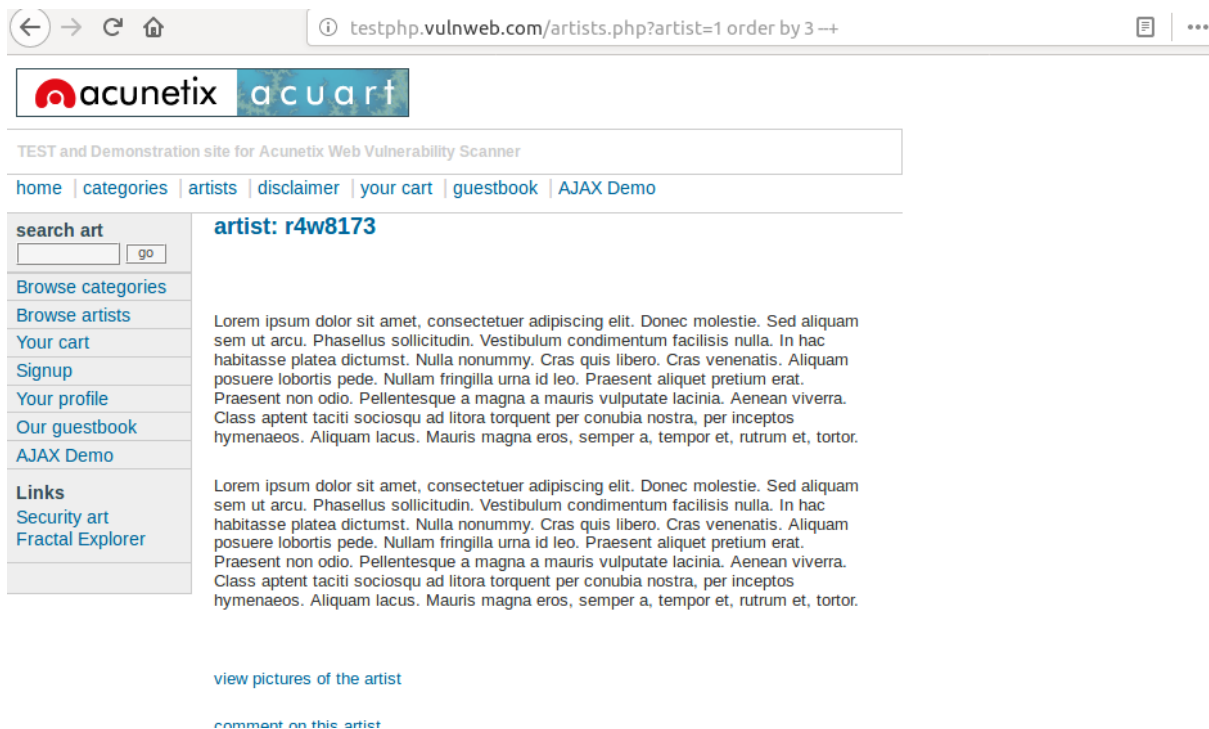 testphp.vulnweb.com/artists.php?artist=1 order by 3 --+
acunetix acuart
TEST and Demonstration site for Acunetix Web Vulnerability Scanner
home | categories | artists | disclaimer | your cart | guestbook | AJAX Demo
search art
go
Browse categories
Browse artists
Your cart
Signup
Your profile
Our guestbook
AJAX Demo
Links
Security art
Fractal Explorer
artist: r4w8173
Lorem ipsum dolor sit amet, consectetuer adipiscing elit. Donec molestie. Sed aliquam
sem ut arcu. Phasellus sollicitudin. Vestibulum condimentum facilisis nulla. In hac
habitasse platea dictumst. Nulla nonummy. Cras quis libero. Cras venenatis. Aliquam
posuere lobortis pede. Nullam fringilla urna id leo. Praesent aliquet pretium erat.
Praesent non odio. Pellentesque a magna a mauris vulputate lacinia. Aenean viverra.
Class aptent taciti sociosqu ad litora torquent per conubia nostra, per inceptos
hymenaeos. Aliquam lacus. Mauris magna eros, semper a, tempor et, rutrum et, tortor.
Lorem ipsum dolor sit amet, consectetuer adipiscing elit. Donec molestie. Sed aliquam
sem ut arcu. Phasellus sollicitudin. Vestibulum condimentum facilisis nulla. In hac
habitasse platea dictumst. Nulla nonummy. Cras quis libero. Cras venenatis. Aliquam
posuere lobortis pede. Nullam fringilla urna id leo. Praesent aliquet pretium erat.
Praesent non odio. Pellentesque a magna a mauris vulputate lacinia. Aenean viverra.
Class aptent taciti sociosqu ad litora torquent per conubia nostra, per inceptos
hymenaeos. Aliquam lacus. Mauris magna eros, semper a, tempor et, rutrum et, tortor.
view pictures of the artist
comment on this artist